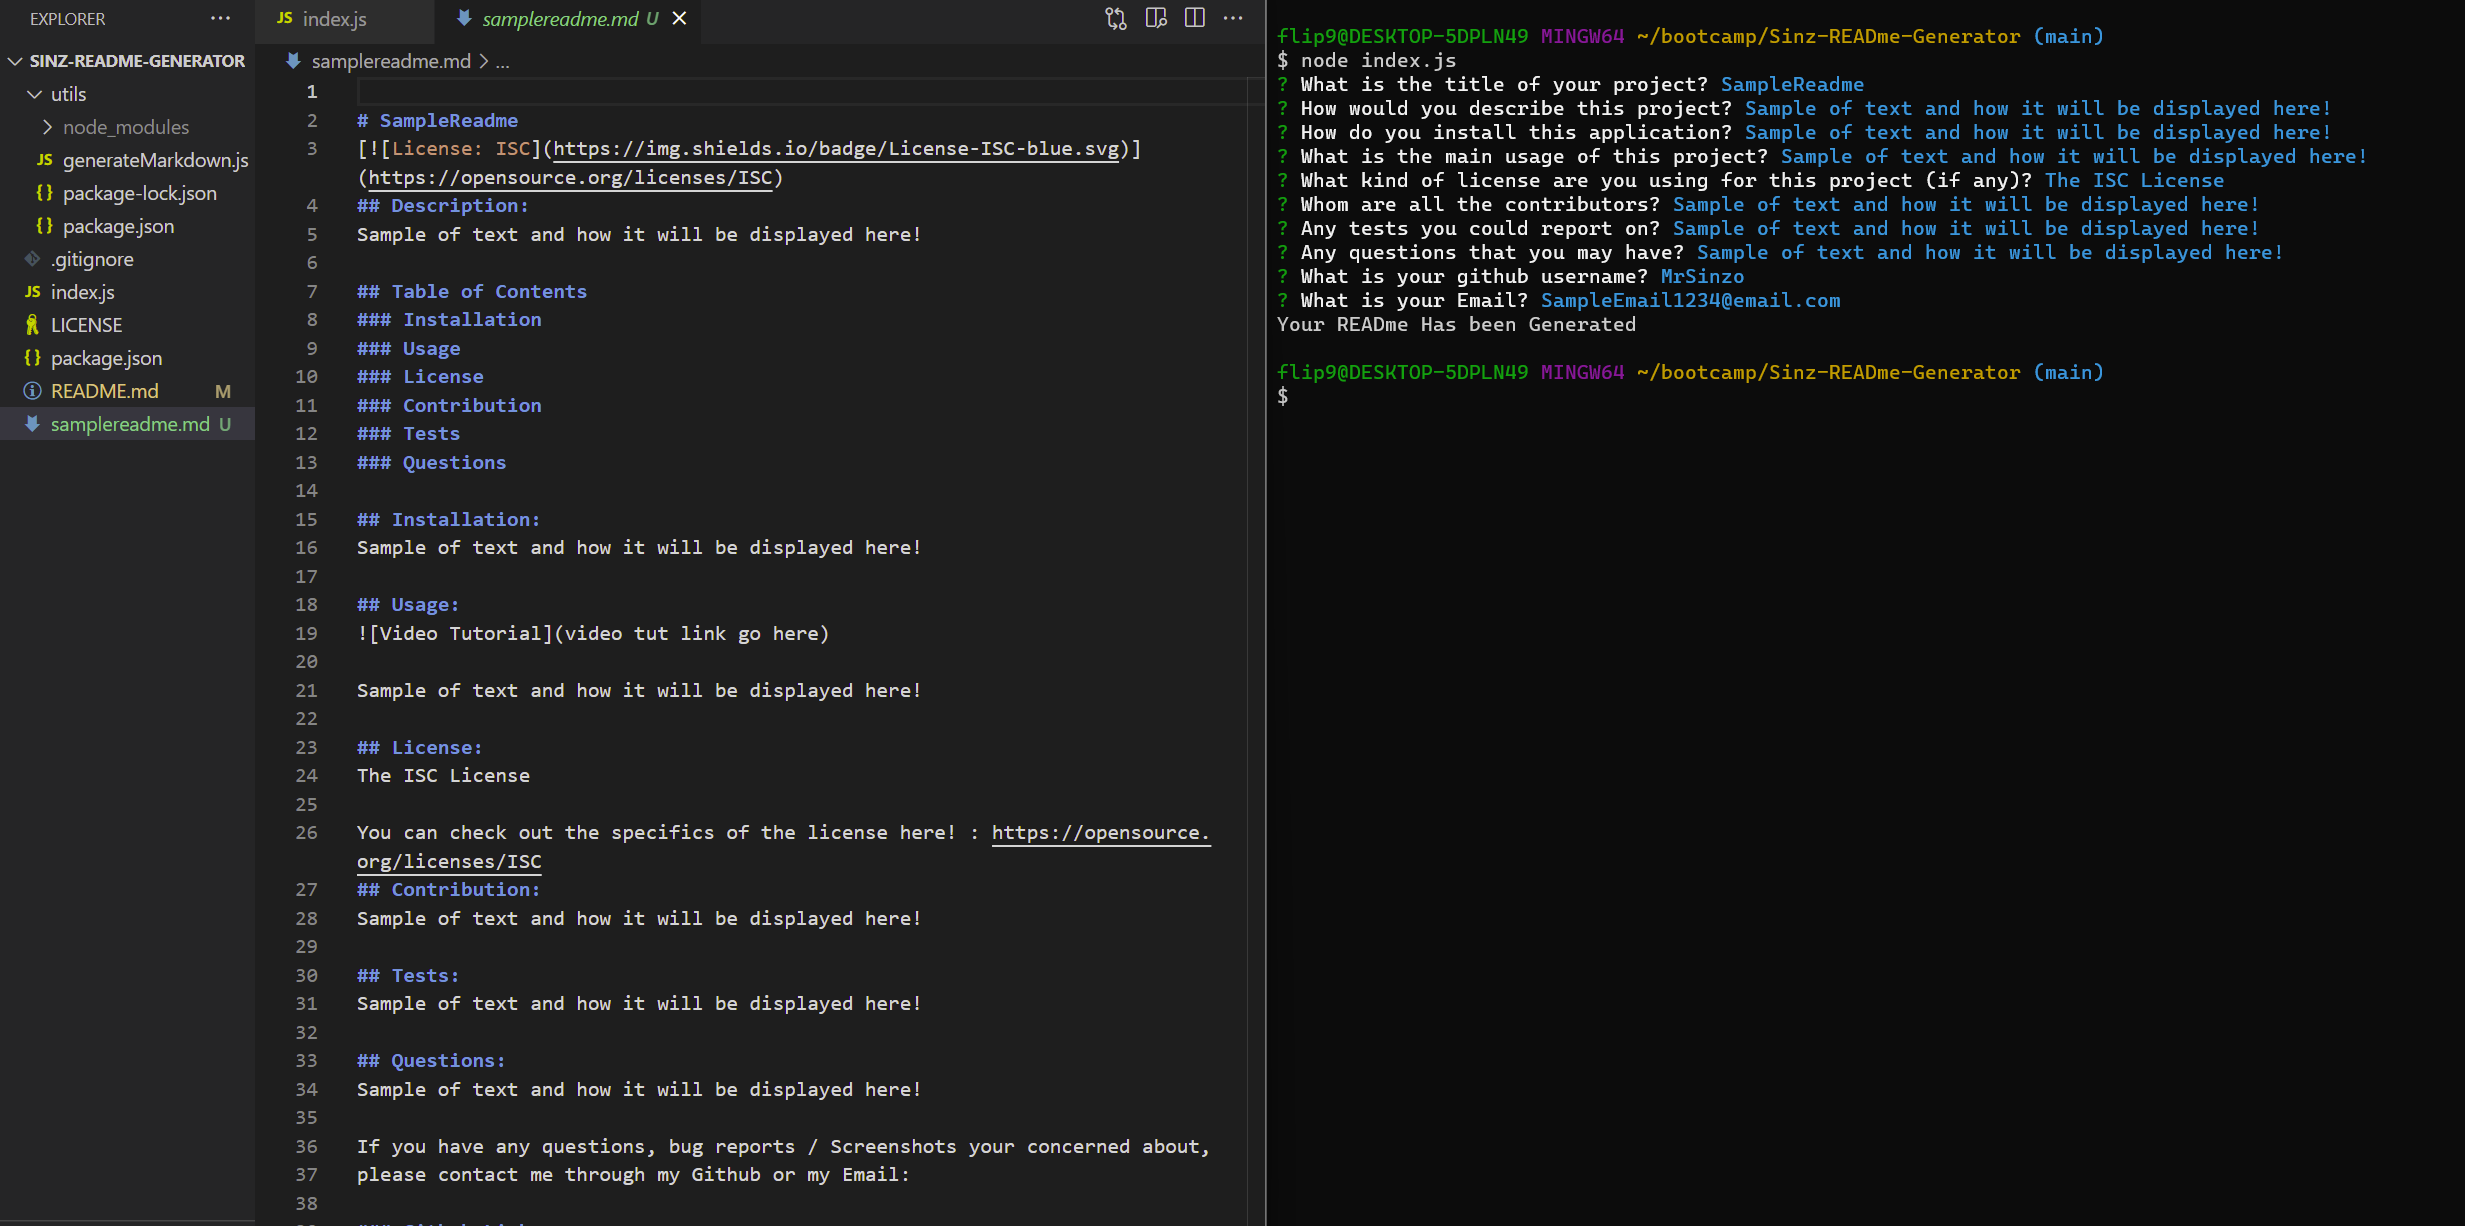 EXPLORER ···
SINZ-README-GENERATOR
utils
node_modules
JS generateMarkdown.js
{} package-lock.json
{} package.json
.gitignore
JS index.js
LICENSE
{} package.json
README.md M
samplereadme.md U
JS index.js
samplereadme.md U
samplereadme.md > ...
1
2 # SampleReadme
3 [![License: ISC](https://img.shields.io/badge/License-ISC-blue.svg)]
(https://opensource.org/licenses/ISC)
4 ## Description:
5 Sample of text and how it will be displayed here!
6
7 ## Table of Contents
8 ### Installation
9 ### Usage
10 ### License
11 ### Contribution
12 ### Tests
13 ### Questions
14
15 ## Installation:
16 Sample of text and how it will be displayed here!
17
18 ## Usage:
19 ![Video Tutorial](video tut link go here)
20
21 Sample of text and how it will be displayed here!
22
23 ## License:
24 The ISC License
25
26 You can check out the specifics of the license here! : https://opensource.
org/licenses/ISC
27 ## Contribution:
28 Sample of text and how it will be displayed here!
29
30 ## Tests:
31 Sample of text and how it will be displayed here!
32
33 ## Questions:
34 Sample of text and how it will be displayed here!
35
36 If you have any questions, bug reports / Screenshots your concerned about,
37 please contact me through my Github or my Email:
38
flip9@DESKTOP-5DPLN49 MINGW64 ~/bootcamp/Sinz-READme-Generator (main)
$ node index.js
? What is the title of your project? SampleReadme
? How would you describe this project? Sample of text and how it will be displayed here!
? How do you install this application? Sample of text and how it will be displayed here!
? What is the main usage of this project? Sample of text and how it will be displayed here!
? What kind of license are you using for this project (if any)? The ISC License
? Whom are all the contributors? Sample of text and how it will be displayed here!
? Any tests you could report on? Sample of text and how it will be displayed here!
? Any questions that you may have? Sample of text and how it will be displayed here!
? What is your github username? MrSinzo
? What is your Email? SampleEmail1234@email.com
Your READme Has been Generated
flip9@DESKTOP-5DPLN49 MINGW64 ~/bootcamp/Sinz-READme-Generator (main)
$